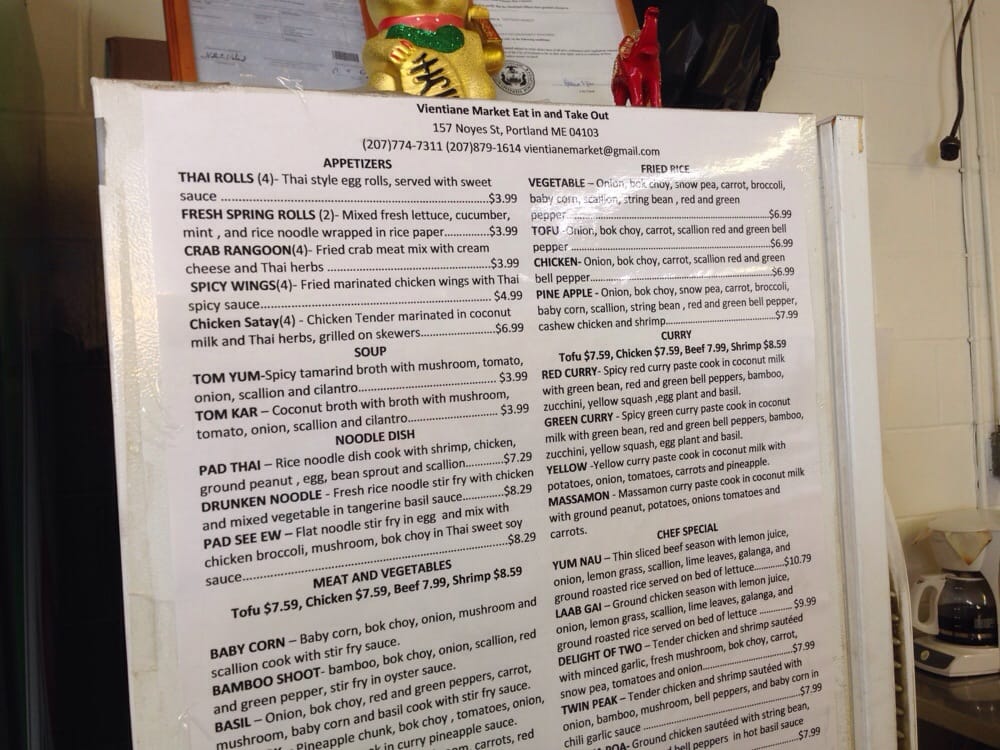 Vientiane Market Eat in and Take Out
157 Noyes St, Portland ME 04103
(207)774-7311 (207)879-1614 vientianemarket@gmail.com
APPETIZERS
THAI ROLLS (4)- Thai style egg rolls, served with sweet
sauce ...................................................$3.99
FRESH SPRING ROLLS (2)- Mixed fresh lettuce, cucumber,
mint , and rice noodle wrapped in rice paper............$3.99
CRAB RANGOON(4)- Fried crab meat mix with cream
cheese and Thai herbs ....................................$3.99
SPICY WINGS(4)- Fried marinated chicken wings with Thai
spicy sauce.................................................. $4.99
Chicken Satay(4) - Chicken Tender marinated in coconut
milk and Thai herbs, grilled on skewers................$6.99
SOUP
TOM YUM-Spicy tamarind broth with mushroom, tomato,
onion, scallion and cilantro............................... $3.99
TOM KAR – Coconut broth with broth with mushroom,
tomato, onion, scallion and cilantro.................... $3.99
NOODLE DISH
PAD THAI – Rice noodle dish cook with shrimp, chicken,
ground peanut , egg, bean sprout and scallion..........$7.29
DRUNKEN NOODLE - Fresh rice noodle stir fry with chicken
and mixed vegetable in tangerine basil sauce...........$8.29
PAD SEE EW – Flat noodle stir fry in egg and mix with
chicken broccoli, mushroom, bok choy in Thai sweet soy
sauce.........................................................$8.29
MEAT AND VEGETABLES
Tofu $7.59, Chicken $7.59, Beef 7.99, Shrimp $8.59
BABY CORN – Baby corn, bok choy, onion, mushroom and
scallion cook with stir fry sauce.
BAMBOO SHOOT- bamboo, bok choy, onion, scallion, red
and green pepper, stir fry in oyster sauce.
BASIL – Onion, bok choy, red and green peppers, carrot,
mushroom, baby corn and basil cook with stir fry sauce.
Pineapple chunk, bok choy , tomatoes, onion,
in curry pineapple sauce.
carrots, red
FRIED RICE
VEGETABLE – Onion, bok choy, snow pea, carrot, broccoli,
baby corn, scallion, string bean , red and green
pepper...................................................$6.99
TOFU -Onion, bok choy, carrot, scallion red and green bell
pepper ..................................................$6.99
CHICKEN- Onion, bok choy, carrot, scallion red and green
bell pepper..............................................$6.99
PINE APPLE - Onion, bok choy, snow pea, carrot, broccoli,
baby corn, scallion, string bean , red and green bell pepper,
cashew chicken and shrimp...........................$7.99
CURRY
Tofu $7.59, Chicken $7.59, Beef 7.99, Shrimp $8.59
RED CURRY- Spicy red curry paste cook in coconut milk
with green bean, red and green bell peppers, bamboo,
zucchini, yellow squash ,egg plant and basil.
GREEN CURRY - Spicy green curry paste cook in coconut
milk with green bean, red and green bell peppers, bamboo,
zucchini, yellow squash, egg plant and basil.
YELLOW -Yellow curry paste cook in coconut milk with
potatoes, onion, tomatoes, carrots and pineapple.
MASSAMON - Massamon curry paste cook in coconut milk
with ground peanut, potatoes, onions tomatoes and
carrots.
CHEF SPECIAL
YUM NAU – Thin sliced beef season with lemon juice,
onion, lemon grass, scallion, lime leaves, galanga, and
ground roasted rice served on bed of lettuce.........$10.79
LAAB GAI – Ground chicken season with lemon juice,
onion, lemon grass, scallion, lime leaves, galanga, and
ground roasted rice served on bed of lettuce ............ $9.99
DELIGHT OF TWO – Tender chicken and shrimp sautéed
with minced garlic, fresh mushroom, bok choy, carrot,
snow pea, tomatoes and onion.........................$7.99
TWIN PEAK – Tender chicken and shrimp sautéed with
onion, bamboo, mushroom, bell peppers, and baby corn in
chili garlic sauce .....................................$7.99
Ground chicken sautéed with string bean,
bell peppers in hot basil sauce
$7.99